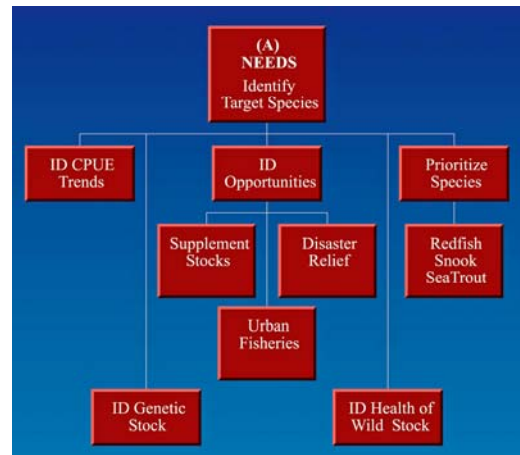 (A)
NEEDS
Identify
Target Species
ID CPUE
Trends
ID
Opportunities
Prioritize
Species
Supplement
Stocks
Disaster
Relief
Redfish
Snook
SeaTrout
Urban
Fisheries
ID Genetic
Stock
ID Health of
Wild Stock